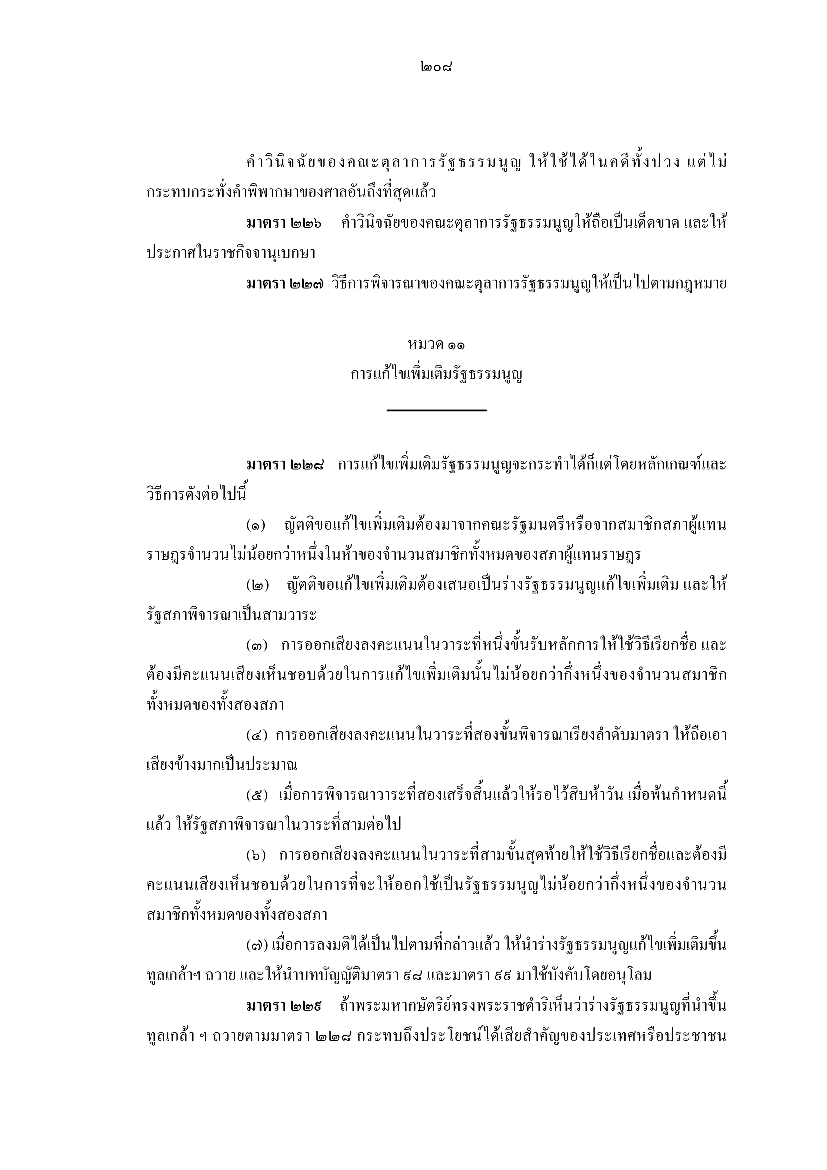 ๒๐๘
คำวินิจฉัยของคณะตุลาการรัฐธรรมนูญ ให้ใช้ได้ในคดีทั้งปวง แต่ไม่
กระทบกระทั่งคำพิพากษาของศาลอันถึงที่สุดแล้ว
มาตรา ๒๒๖ คำวินิจฉัยของคณะตุลาการรัฐธรรมนูญให้ถือเป็นเด็ดขาด และให้
ประกาศในราชกิจจานุเบกษา
มาตรา ๒๒๗ วิธีการพิจารณาของคณะตุลาการรัฐธรรมนูญให้เป็นไปตามกฎหมาย
หมวด ๑๑
การแก้ไขเพิ่มเติมรัฐธรรมนูญ
มาตรา ๒๒๘ การแก้ไขเพิ่มเติมรัฐธรรมนูญจะกระทำได้ก็แต่โดยหลักเกณฑ์และ
วิธีการดังต่อไปนี้
(๑) ญัตติขอแก้ไขเพิ่มเติมต้องมาจากคณะรัฐมนตรีหรือจากสมาชิกสภาผู้แทน
ราษฎรจำนวนไม่น้อยกว่าหนึ่งในห้าของจำนวนสมาชิกทั้งหมดของสภาผู้แทนราษฎร
(๒) ญัตติขอแก้ไขเพิ่มเติมต้องเสนอเป็นร่างรัฐธรรมนูญแก้ไขเพิ่มเติม และให้
รัฐสภาพิจารณาเป็นสามวาระ
(๓) การออกเสียงลงคะแนนในวาระที่หนึ่งขั้นรับหลักการให้ใช้วิธีเรียกชื่อ และ
ต้องมีคะแนนเสียงเห็นชอบด้วยในการแก้ไขเพิ่มเติมนั้นไม่น้อยกว่ากึ่งหนึ่งของจำนวนสมาชิก
ทั้งหมดของทั้งสองสภา
(๔) การออกเสียงลงคะแนนในวาระที่สองขั้นพิจารณาเรียงลำดับมาตรา ให้ถือเอา
เสียงข้างมากเป็นประมาณ
(๕) เมื่อการพิจารณาวาระที่สองเสร็จสิ้นแล้วให้รอไว้สิบห้าวัน เมื่อพ้นกำหนดนี้
แล้ว ให้รัฐสภาพิจารณาในวาระที่สามต่อไป
(๖) การออกเสียงลงคะแนนในวาระที่สามขั้นสุดท้ายให้ใช้วิธีเรียกชื่อและต้องมี
คะแนนเสียงเห็นชอบด้วยในการที่จะให้ออกใช้เป็นรัฐธรรมนูญไม่น้อยกว่ากึ่งหนึ่งของจำนวน
สมาชิกทั้งหมดของทั้งสองสภา
(๗) เมื่อการลงมติได้เป็นไปตามที่กล่าวแล้ว ให้นำร่างรัฐธรรมนูญแก้ไขเพิ่มเติมขึ้น
ทูลเกล้าฯ ถวาย และให้นำบทบัญญัติมาตรา ๙๘ และมาตรา ๙๙ มาใช้บังคับโดยอนุโลม
มาตรา ๒๒๙ ถ้าพระมหากษัตริย์ทรงพระราชดำริเห็นว่าร่างรัฐธรรมนูญที่นำขึ้น
ทูลเกล้า ฯ ถวายตามมาตรา ๒๒๘ กระทบถึงประโยชน์ได้เสียสำคัญของประเทศหรือประชาชน